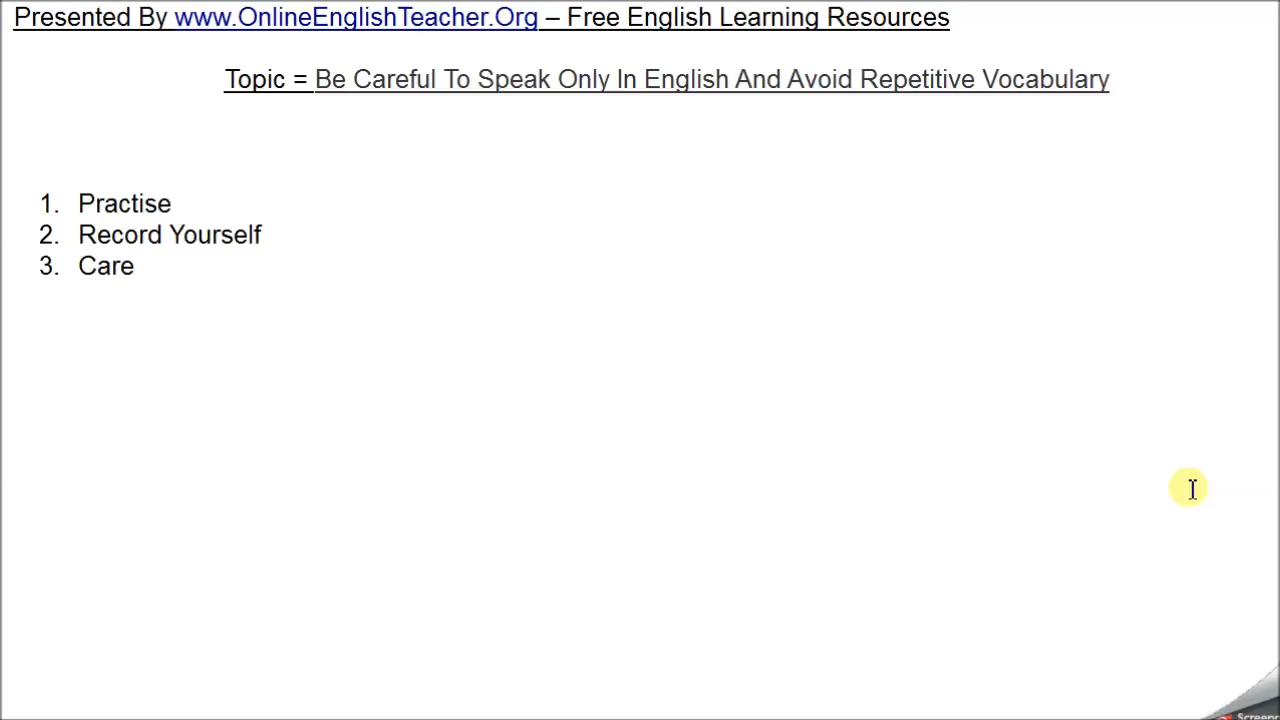 Presented By www.OnlineEnglishTeacher.Org – Free English Learning Resources
Topic = Be Careful To Speak Only In English And Avoid Repetitive Vocabulary
1. Practise
2. Record Yourself
3. Care